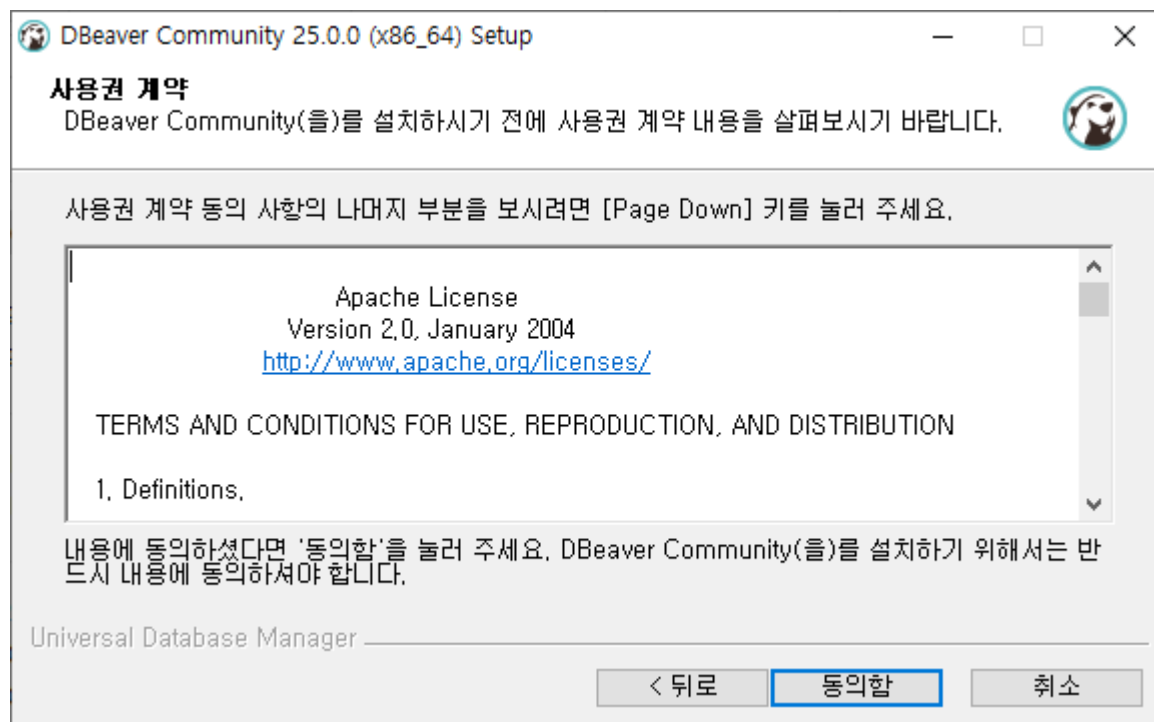 DBeaver Community 25.0.0 (x86_64) Setup
사용권 계약
DBeaver Community(을)를 설치하시기 전에 사용권 계약 내용을 살펴보시기 바랍니다.
사용권 계약 동의 사항의 나머지 부분을 보시려면 [Page Down] 키를 눌러 주세요.
Apache License
Version 2.0, January 2004
http://www.apache.org/licenses/
TERMS AND CONDITIONS FOR USE, REPRODUCTION, AND DISTRIBUTION
1. Definitions.
내용에 동의하셨다면 '동의함'을 눌러 주세요. DBeaver Community(을)를 설치하기 위해서는 반
드시 내용에 동의하셔야 합니다.
Universal Database Manager
< 뒤로
동의함
취소